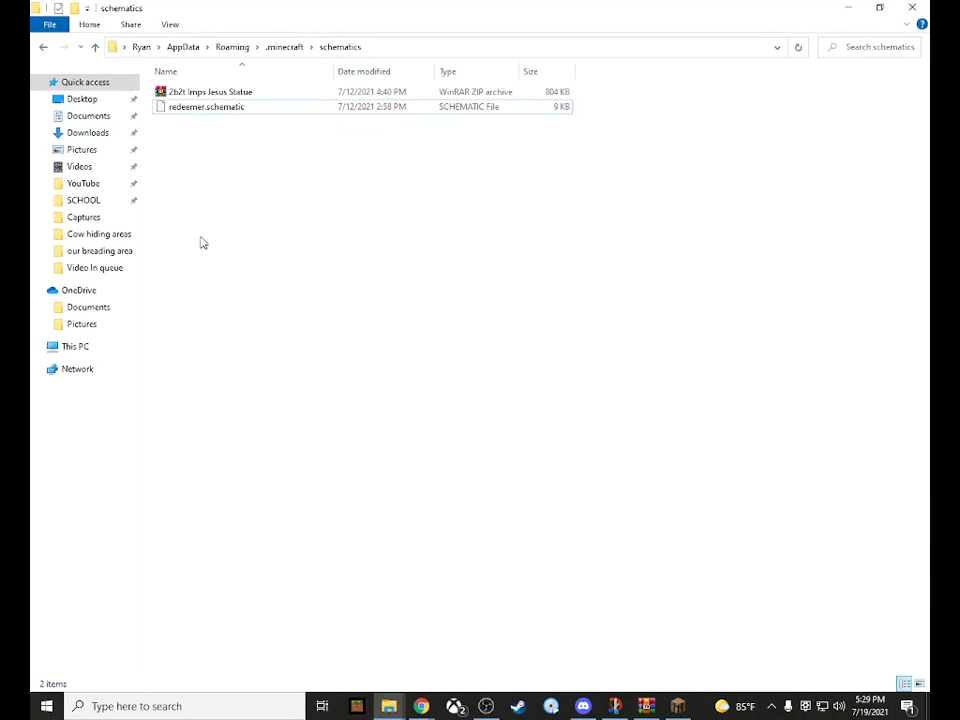 schematics
File Home Share View
Ryan AppData Roaming .minecraft schematics Search schematics
Name Date modified Type Size
2b2t Imps Jesus Statue 7/12/2021 4:40 PM WinRAR ZIP archive 804 KB
redeemer.schematic 7/12/2021 2:58 PM SCHEMATIC File 9 KB
Quick access
Desktop
Documents
Downloads
Pictures
Videos
YouTube
SCHOOL
Captures
Cow hiding areas
our breading area
Video In queue
OneDrive
Documents
Pictures
This PC
Network
2 items
Type here to search 2 85°F 5:29 PM
7/19/2021 1